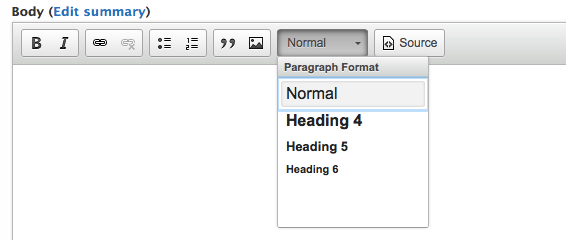 Body (Edit summary)
B I Normal Source
Paragraph Format
Normal
Heading 4
Heading 5
Heading 6